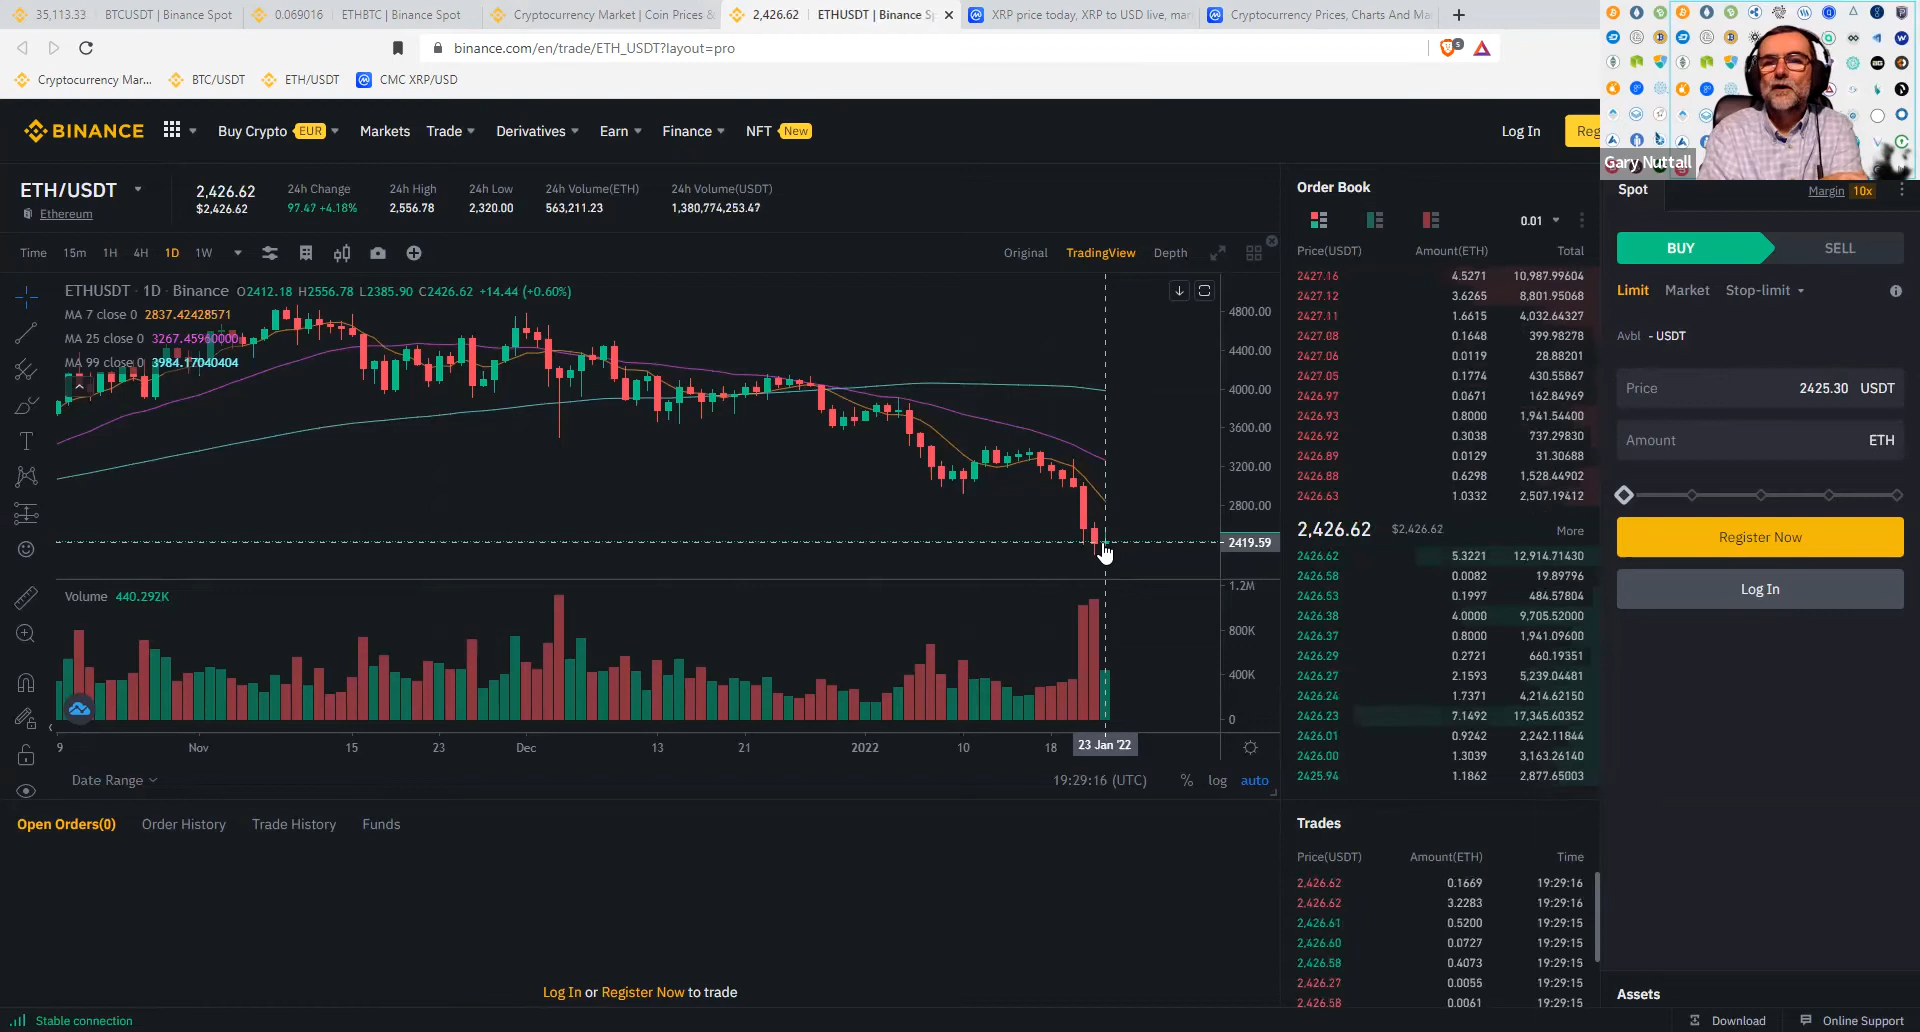 35,113.33 BTCUSDT | Binance Spot
0.069016 ETHBTC | Binance Spot
Cryptocurrency Market | Coin Prices &
2,426.62 ETHUSDT | Binance S
XRP price today, XRP to USD live, mar
Cryptocurrency Prices, Charts And Ma
binance.com/en/trade/ETH_USDT?layout=pro
5
Cryptocurrency Mar...
BTC/USDT
ETH/USDT
CMC XRP/USD
BINANCE
Buy Crypto EUR
Markets
Trade
Derivatives
Earn
Finance
NFT New
Log In
Reg
Gary Nuttall
ETH/USDT
Ethereum
2,426.62
$2,426.62
24h Change
97.47 +4.18%
24h High
2,556.78
24h Low
2,320.00
24h Volume(ETH)
563,211.23
24h Volume(USDT)
1,380,774,253.47
Time 15m 1H 4H 1D 1W
Original TradingView Depth
ETHUSDT · 1D · Binance O2412.18 H2556.78 L2385.90 C2426.62 +14.44 (+0.60%)
MA 7 close 0 2837.42428571
MA 25 close 0 3267.45960000
MA 99 close 0 3984.17040404
4800.00
4400.00
4000.00
3600.00
3200.00
2800.00
2419.59
Volume 440.292K
1.2M
800K
400K
0
9 Nov 15 23 Dec 13 21 2022 10 18 23 Jan '22
Date Range
19:29:16 (UTC) % log auto
Open Orders(0) Order History Trade History Funds
Log In or Register Now to trade
Order Book
0.01
Price(USDT) Amount(ETH) Total
2427.16 4.5271 10,987.99604
2427.12 3.6265 8,801.95068
2427.11 1.6615 4,032.64327
2427.08 0.1648 399.98278
2427.06 0.0119 28.88201
2427.05 0.1774 430.55867
2426.97 0.0671 162.84969
2426.93 0.8000 1,941.54400
2426.92 0.3038 737.29830
2426.89 0.0129 31.30688
2426.88 0.6298 1,528.44902
2426.63 1.0332 2,507.19412
2,426.62 $2,426.62 More
2426.62 5.3221 12,914.71430
2426.58 0.0082 19.89796
2426.53 0.1997 484.57804
2426.38 4.0000 9,705.52000
2426.37 0.8000 1,941.09600
2426.29 0.2721 660.19351
2426.27 2.1593 5,239.04481
2426.24 1.7371 4,214.62150
2426.23 7.1492 17,345.60352
2426.01 0.9242 2,242.11844
2426.00 1.3039 3,163.26140
2425.94 1.1862 2,877.65003
Trades
Price(USDT) Amount(ETH) Time
2,426.62 0.1669 19:29:16
2,426.62 3.2283 19:29:16
2,426.61 0.5200 19:29:15
2,426.60 0.0727 19:29:15
2,426.58 0.4073 19:29:15
2,426.27 0.0055 19:29:15
2,426.58 0.0061 19:29:15
Spot
Margin 10x
BUY SELL
Limit Market Stop-limit
Avbl - USDT
Price 2425.30 USDT
Amount ETH
Register Now
Log In
Assets
Stable connection
Download
Online Support